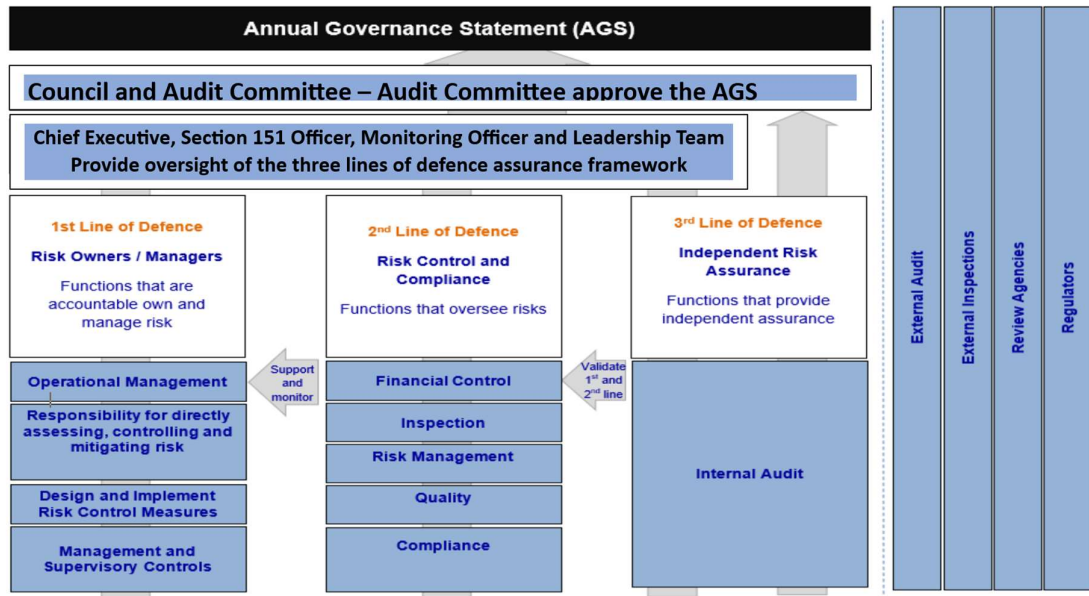 Annual Governance Statement (AGS)
Council and Audit Committee – Audit Committee approve the AGS
Chief Executive, Section 151 Officer, Monitoring Officer and Leadership Team
Provide oversight of the three lines of defence assurance framework
1st Line of Defence
Risk Owners / Managers
Functions that are
accountable own and
manage risk
Operational Management
Responsibility for directly
assessing, controlling and
mitigating risk
Design and Implement
Risk Control Measures
Management and
Supervisory Controls
Support
and
monitor
2nd Line of Defence
Risk Control and
Compliance
Functions that oversee risks
Financial Control
Inspection
Risk Management
Quality
Compliance
Validate
1st and
2nd line
3rd Line of Defence
Independent Risk
Assurance
Functions that provide
independent assurance
Internal Audit
External Audit
External Inspections
Review Agencies
Regulators